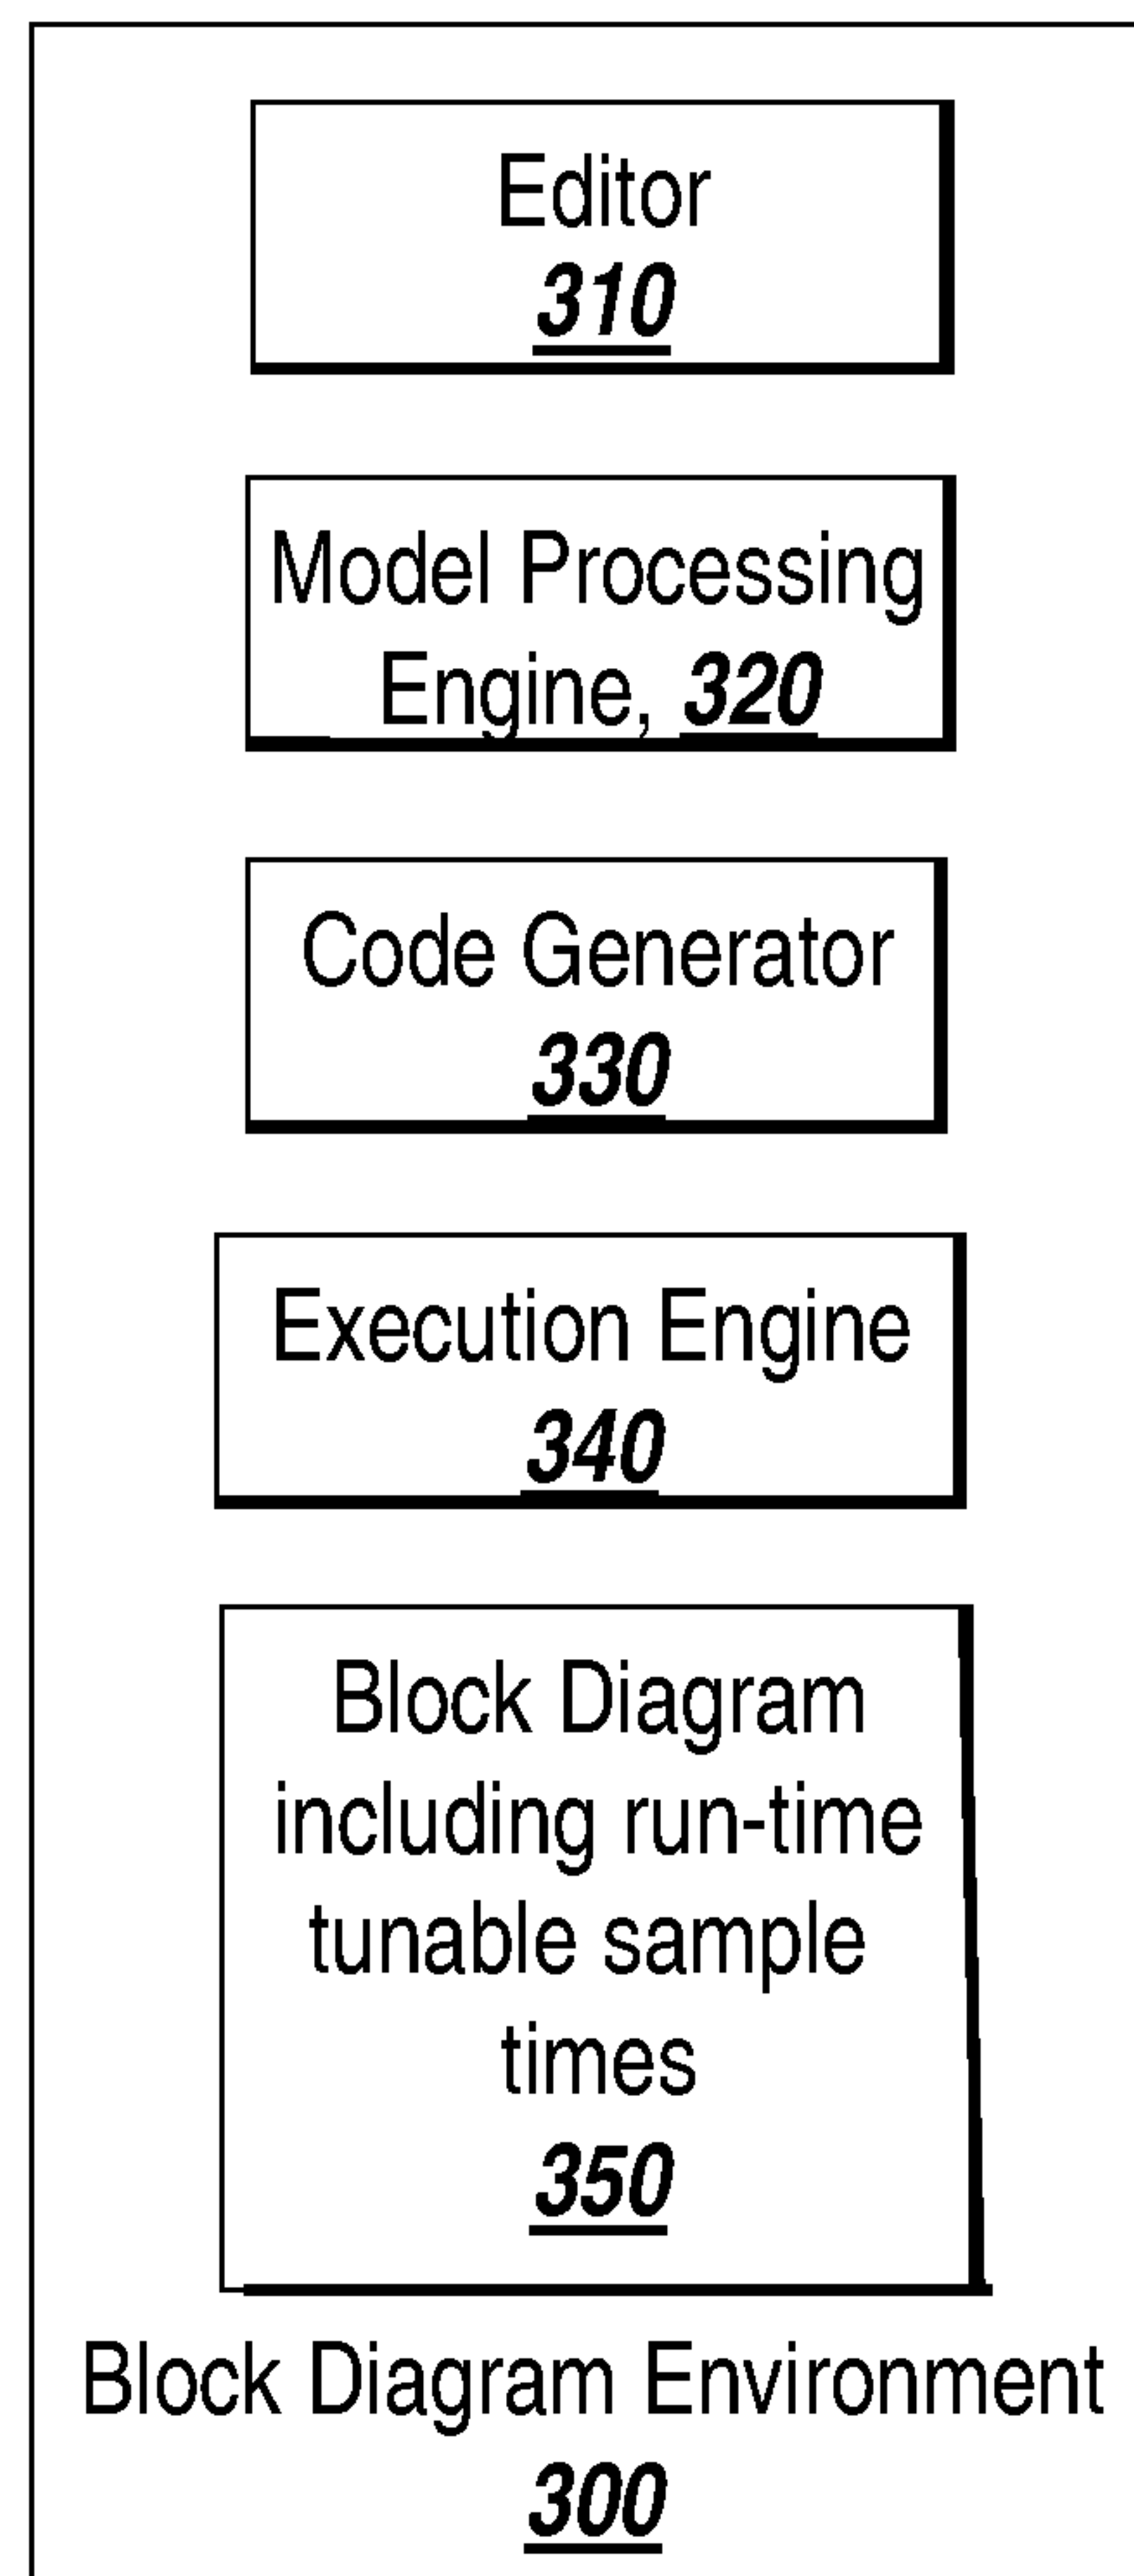 Editor
310
Model Processing
Engine, 320
Code Generator
330
Execution Engine
340
Block Diagram
including run-time
tunable sample
times
350
Block Diagram Environment
300